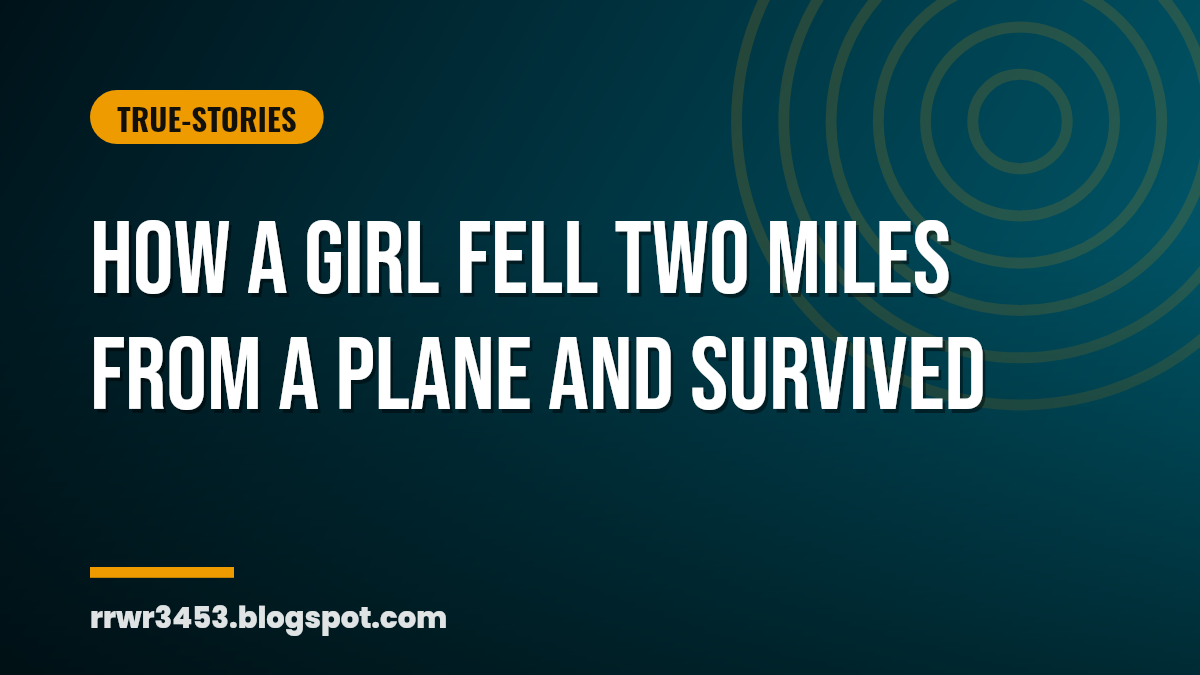 TRUE-STORIES
HOW A GIRL FELL TWO MILES
FROM A PLANE AND SURVIVED
rrwr3453.blogspot.com